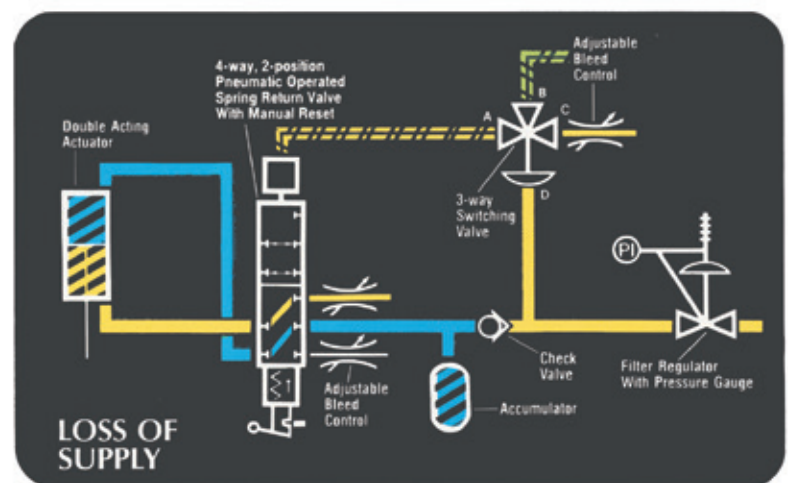 Adjustable
Bleed
Control
4-way, 2-position
Pneumatic Operated
Spring Return Valve
With Manual Reset
B
A
C
Double Acting
Actuator
3-way
Switching
Valve
D
PI
Check
Valve
Filter Regulator
With Pressure Gauge
Adjustable
Bleed
Control
Accumulator
LOSS OF
SUPPLY